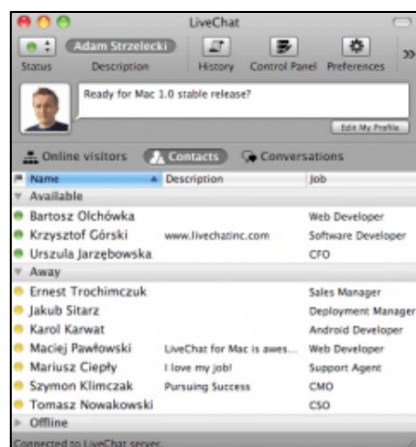 LiveChat
Adam Strzelecki
Status Description History Control Panel Preferences »
Ready for Mac 1.0 stable release?
Edit My Profile
Online visitors Contacts Conversations
Name Description Job
Available
Bartosz Olchówka Web Developer
Krzysztof Górski www.livechatinc.com Software Developer
Urszula Jarzębowska CFO
Away
Ernest Trochimczuk Sales Manager
Jakub Sitarz Deployment Manager
Karol Karwat Android Developer
Maciej Pawłowski LiveChat for Mac is awes... Web Developer
Mariusz Ciepły I love my job! Support Agent
Szymon Klimczak Pursuing Success CMO
Tomasz Nowakowski CSO
Offline
Connected to LiveChat server.